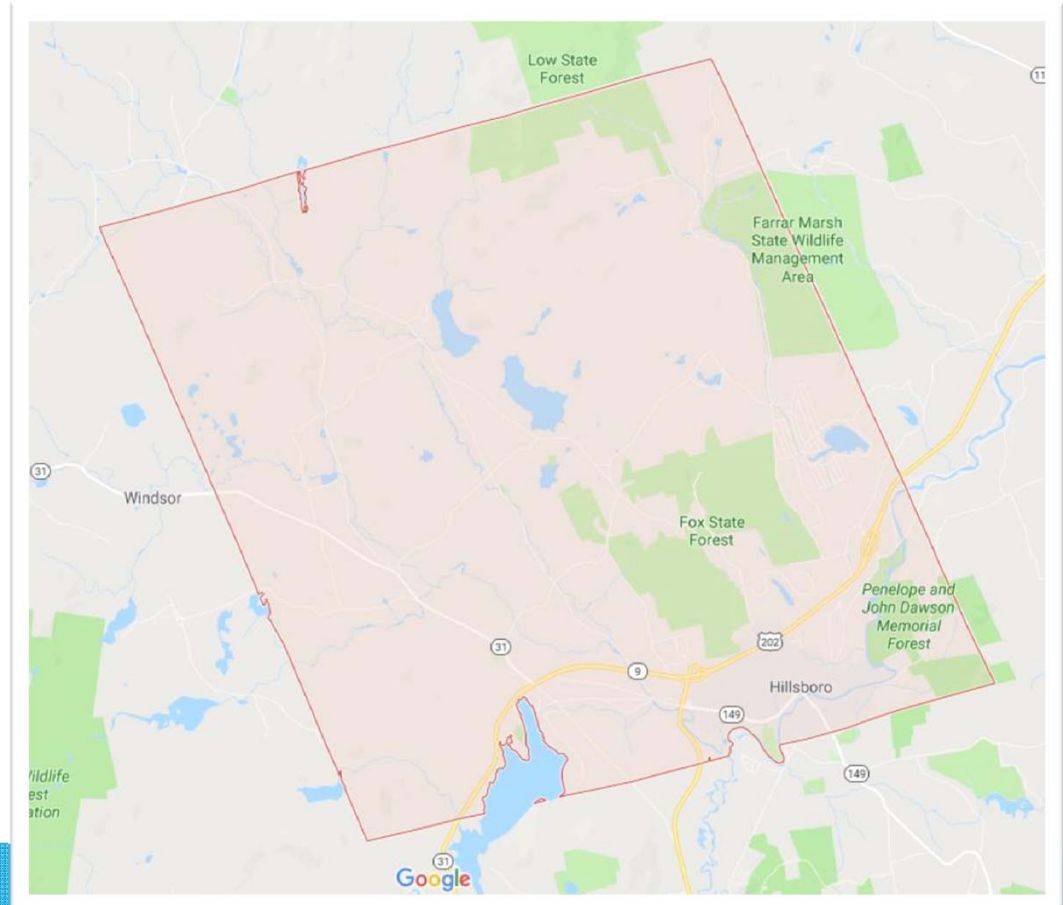 Low State
Forest
11
Farrar Marsh
State Wildlife
Management
Area
31
Windsor
Fox State
Forest
Penelope and
John Dawson
Memorial
Forest
202
31
9
Hillsboro
149
149
ildlife
est
ation
31
Google